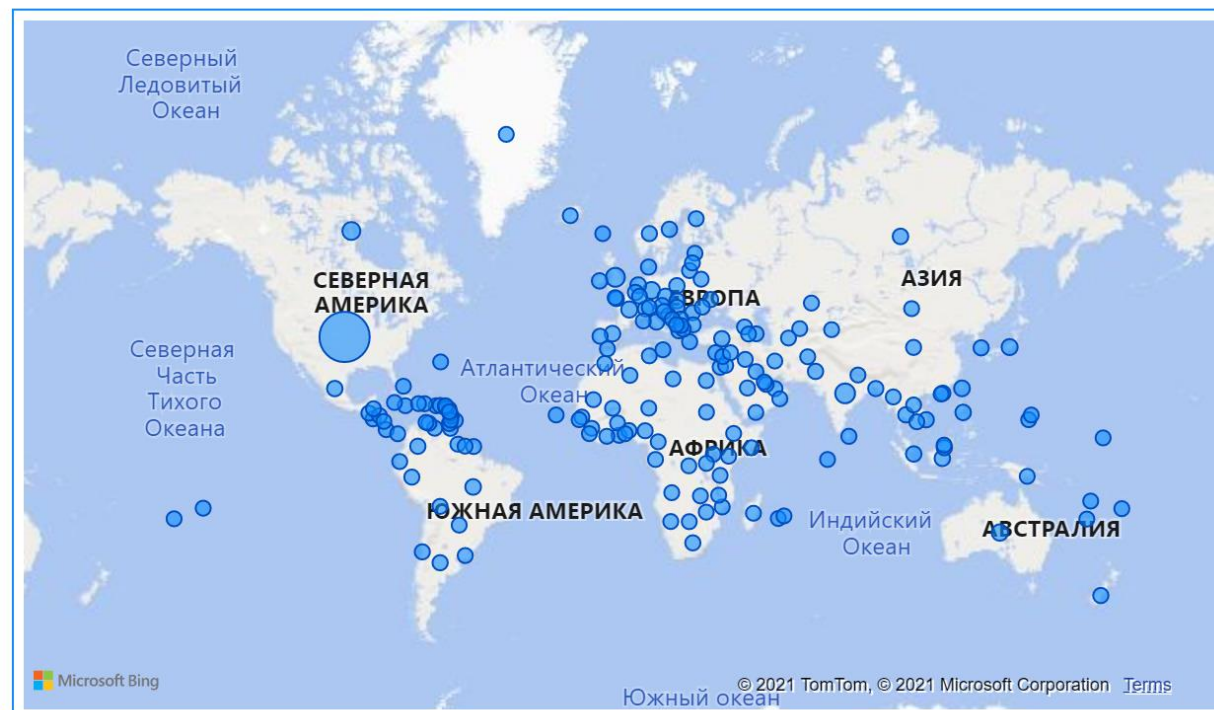 Северный
Ледовитый
Океан
СЕВЕРНАЯ
АМЕРИКА
АЗИЯ
ЕВРОПА
Северная
Часть
Тихого
Океана
Атлантический
Океан
АФРИКА
ЮЖНАЯ АМЕРИКА
Индийский
Океан
АВСТРАЛИЯ
Microsoft Bing
© 2021 TomTom, © 2021 Microsoft Corporation Terms
Южный океан